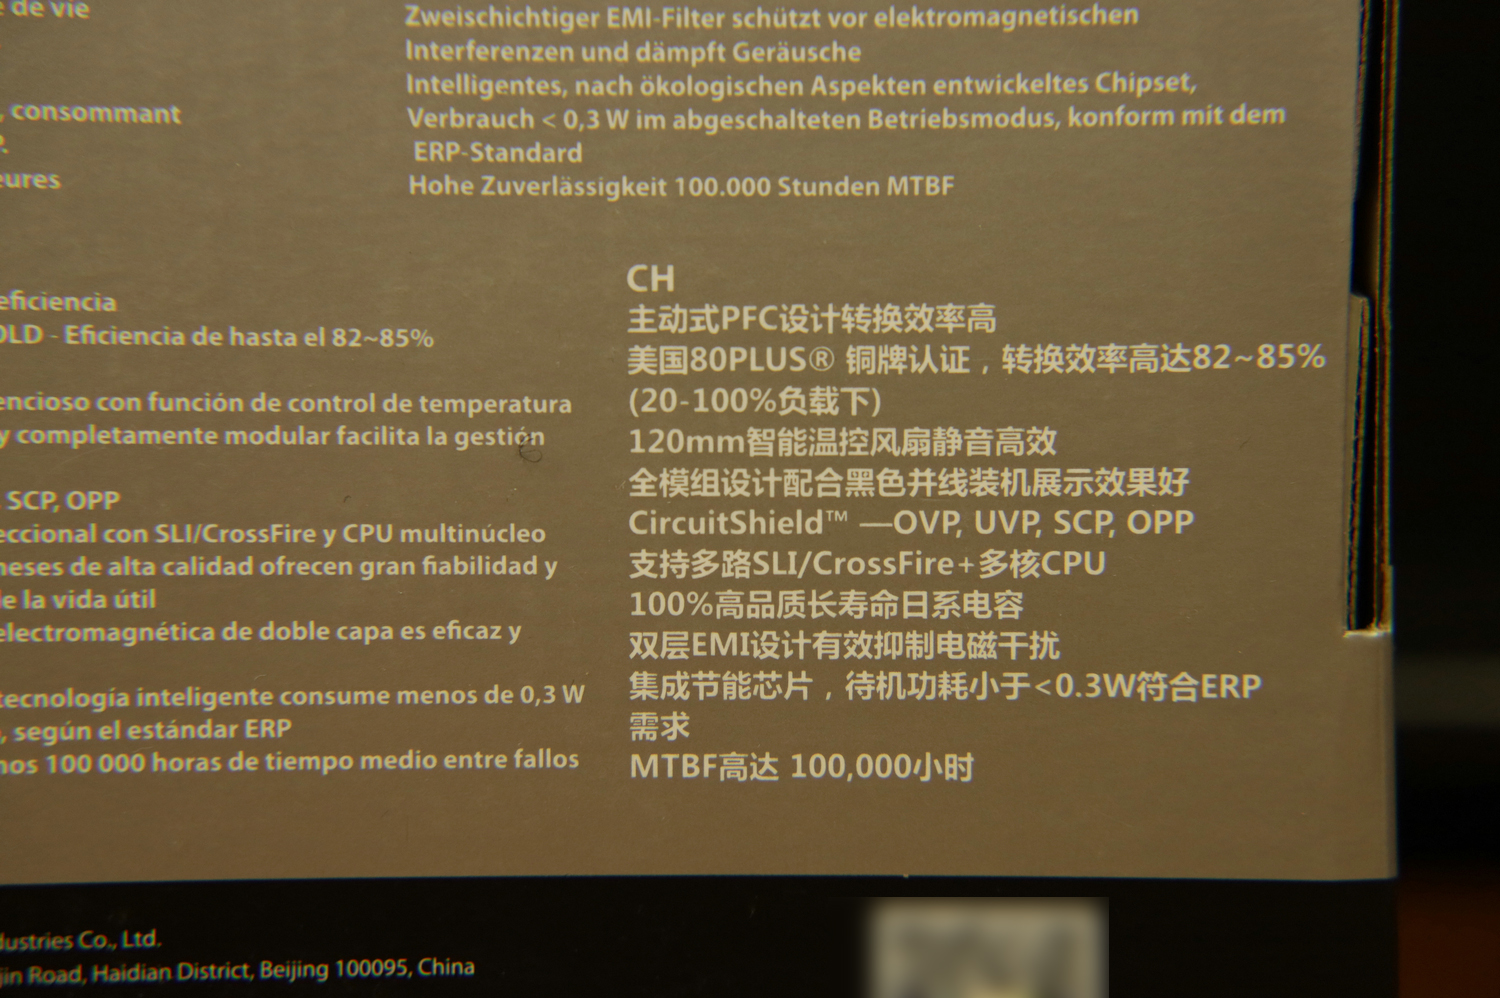 de vie
, consommant
eures
Zweischichtiger EMI-Filter schützt vor elektromagnetischen
Interferenzen und dämpft Geräusche
Intelligentes, nach ökologischen Aspekten entwickeltes Chipset,
Verbrauch < 0,3 W im abgeschalteten Betriebsmodus, konform mit dem
ERP-Standard
Hohe Zuverlässigkeit 100.000 Stunden MTBF
eficiencia
OLD - Eficiencia de hasta el 82~85%
encioso con función de control de temperatura
y completamente modular facilita la gestión
SCP, OPP
eccional con SLI/CrossFire y CPU multinúcleo
neses de alta calidad ofrecen gran fiabilidad y
de la vida útil
electromagnética de doble capa es eficaz y
tecnología inteligente consume menos de 0,3 W
, según el estándar ERP
nos 100 000 horas de tiempo medio entre fallos
CH
主动式PFC设计转换效率高
美国80PLUS® 铜牌认证，转换效率高达82~85%
(20-100%负载下)
120mm智能温控风扇静音高效
全模组设计配合黑色并线装机展示效果好
CircuitShield™ —OVP, UVP, SCP, OPP
支持多路SLI/CrossFire+多核CPU
100%高品质长寿命日系电容
双层EMI设计有效抑制电磁干扰
集成节能芯片，待机功耗小于<0.3W符合ERP
需求
MTBF高达 100,000小时
dustries Co., Ltd.
jin Road, Haidian District, Beijing 100095, China